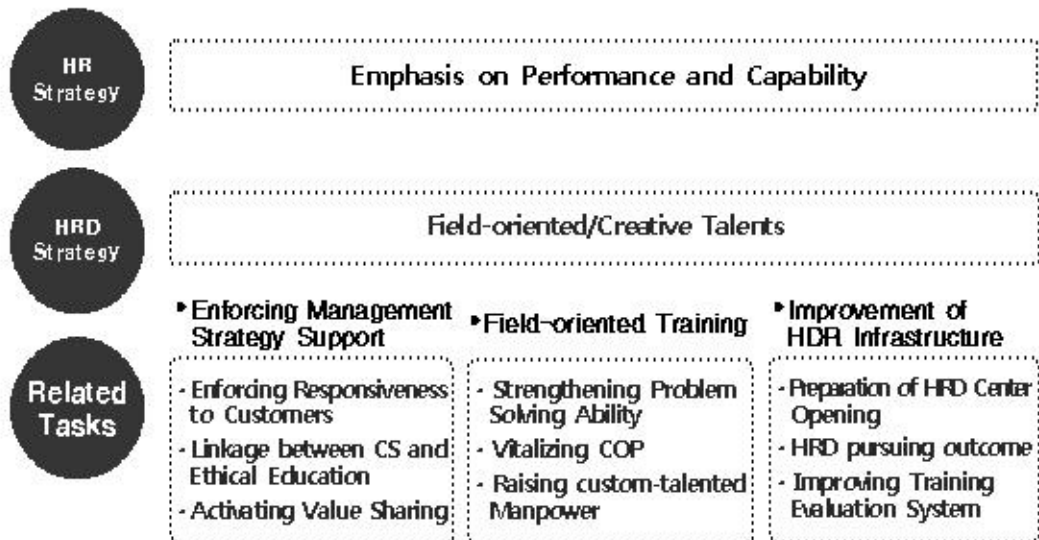 HR
Strategy
Emphasis on Performance and Capability
HRD
Strategy
Field-oriented/Creative Talents
Related
Tasks
‣Enforcing Management
Strategy Support
- Enforcing Responsiveness
to Customers
- Linkage between CS and
Ethical Education
- Activating Value Sharing
‣Field-oriented Training
- Strengthening Problem
Solving Ability
- Vitalizing COP
- Raising custom-talented
Manpower
‣Improvement of
HDR Infrastructure
- Preparation of HRD Center
Opening
- HRD pursuing outcome
- Improving Training
Evaluation System